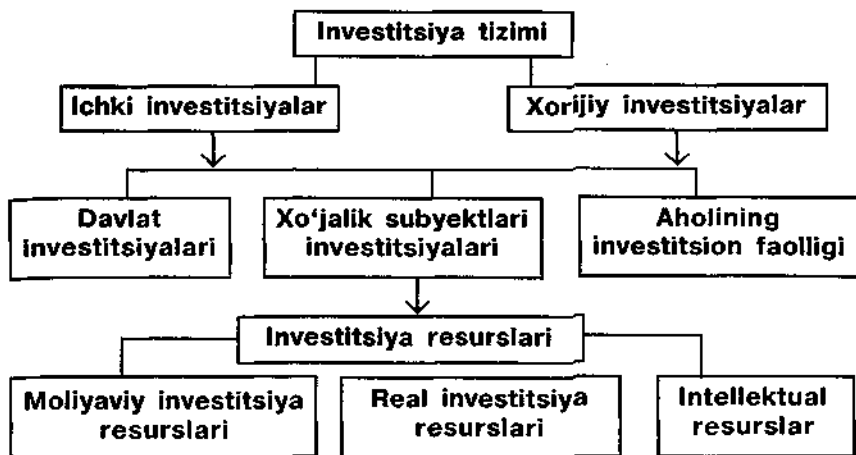 Investitsiya tizimi
Ichki investitsiyalar
Xorijiy investitsiyalar
Davlat
investitsiyalari
Xo‘jalik subyektlari
investitsiyalari
Aholining
investitsion faolligi
Investitsiya resurslari
Moliyaviy investitsiya
resurslari
Real investitsiya
resurslari
Intellektual
resurslar